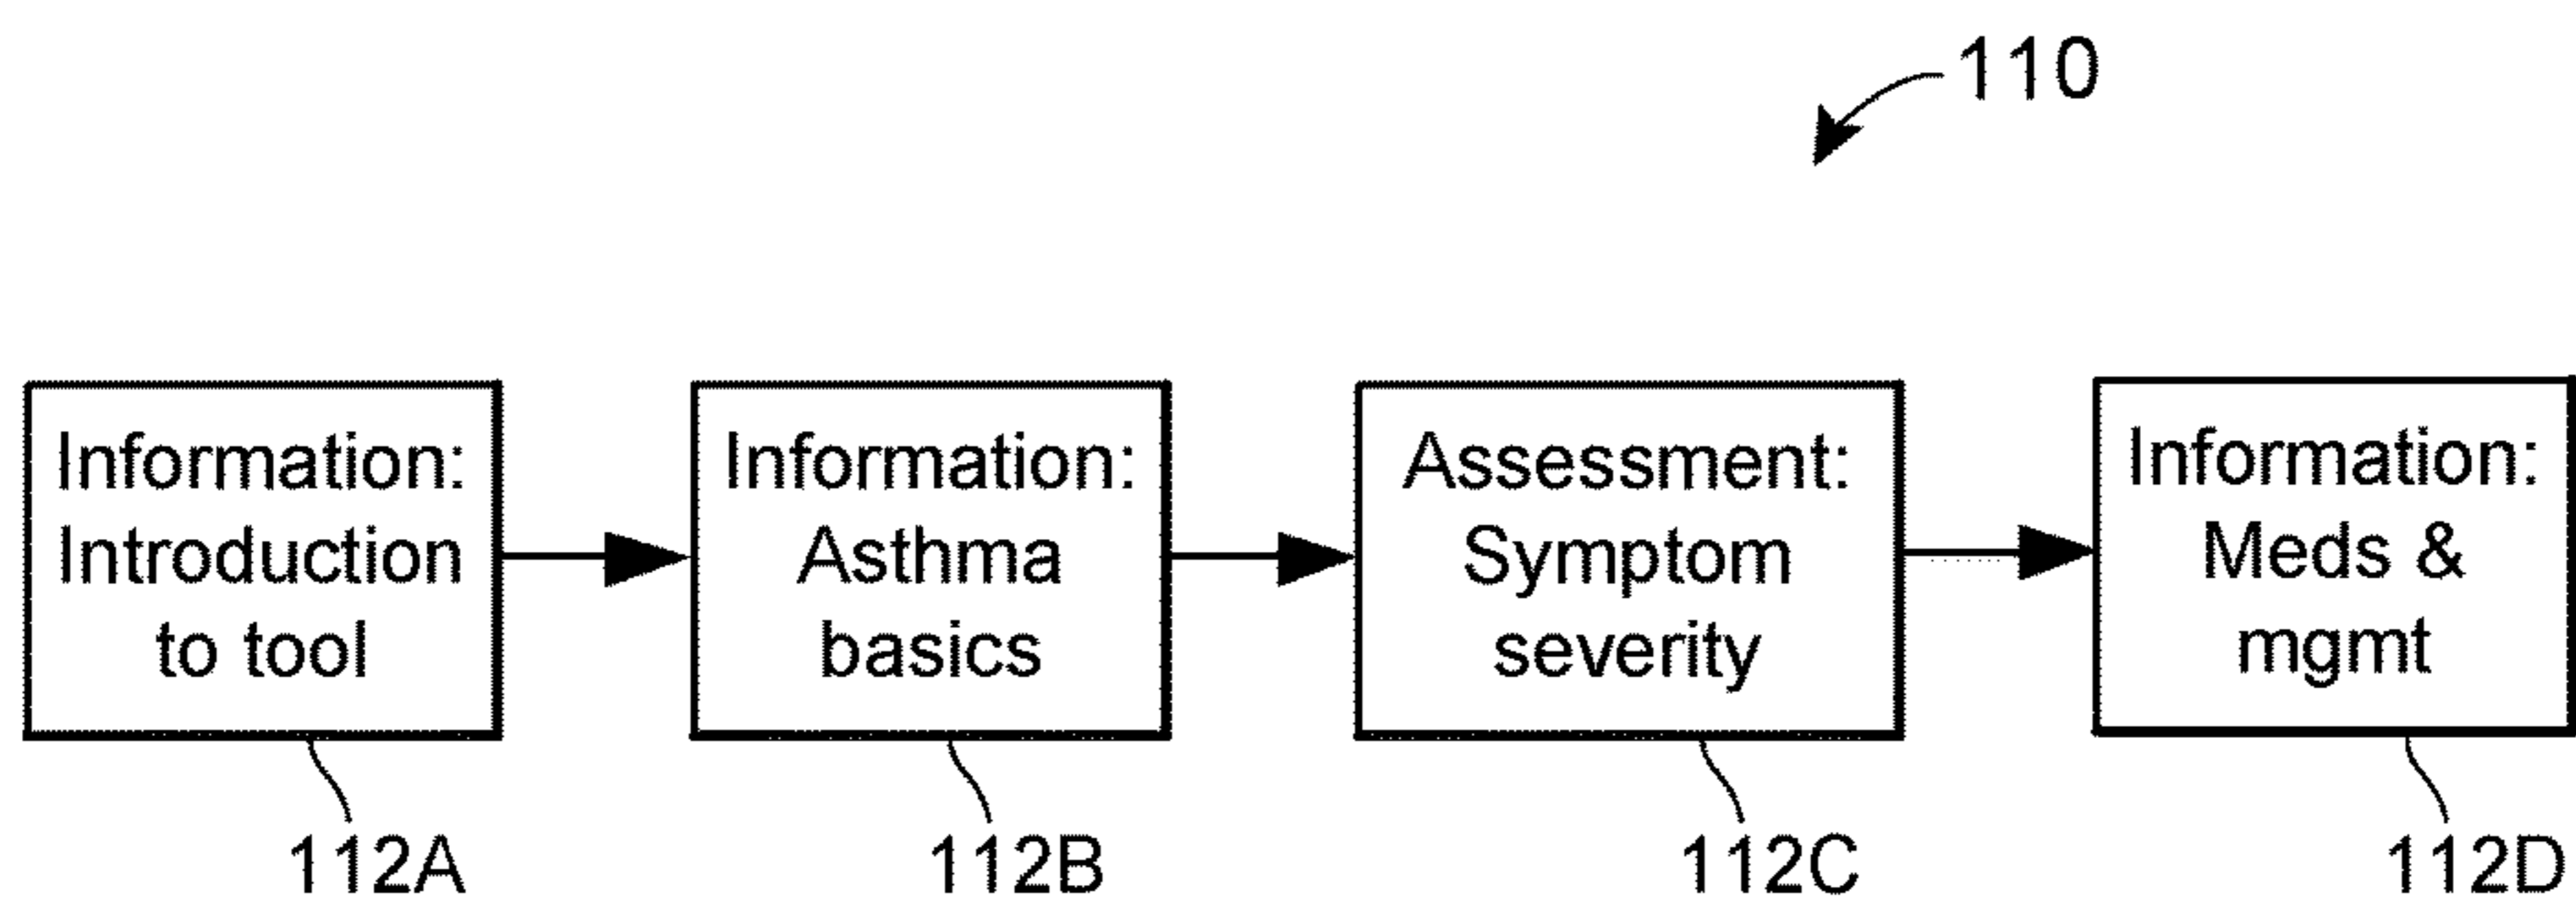 110
Information:
Introduction
to tool
Information:
Asthma
basics
Assessment:
Symptom
severity
Information:
Meds &
mgmt
112A
112B
112C
112D